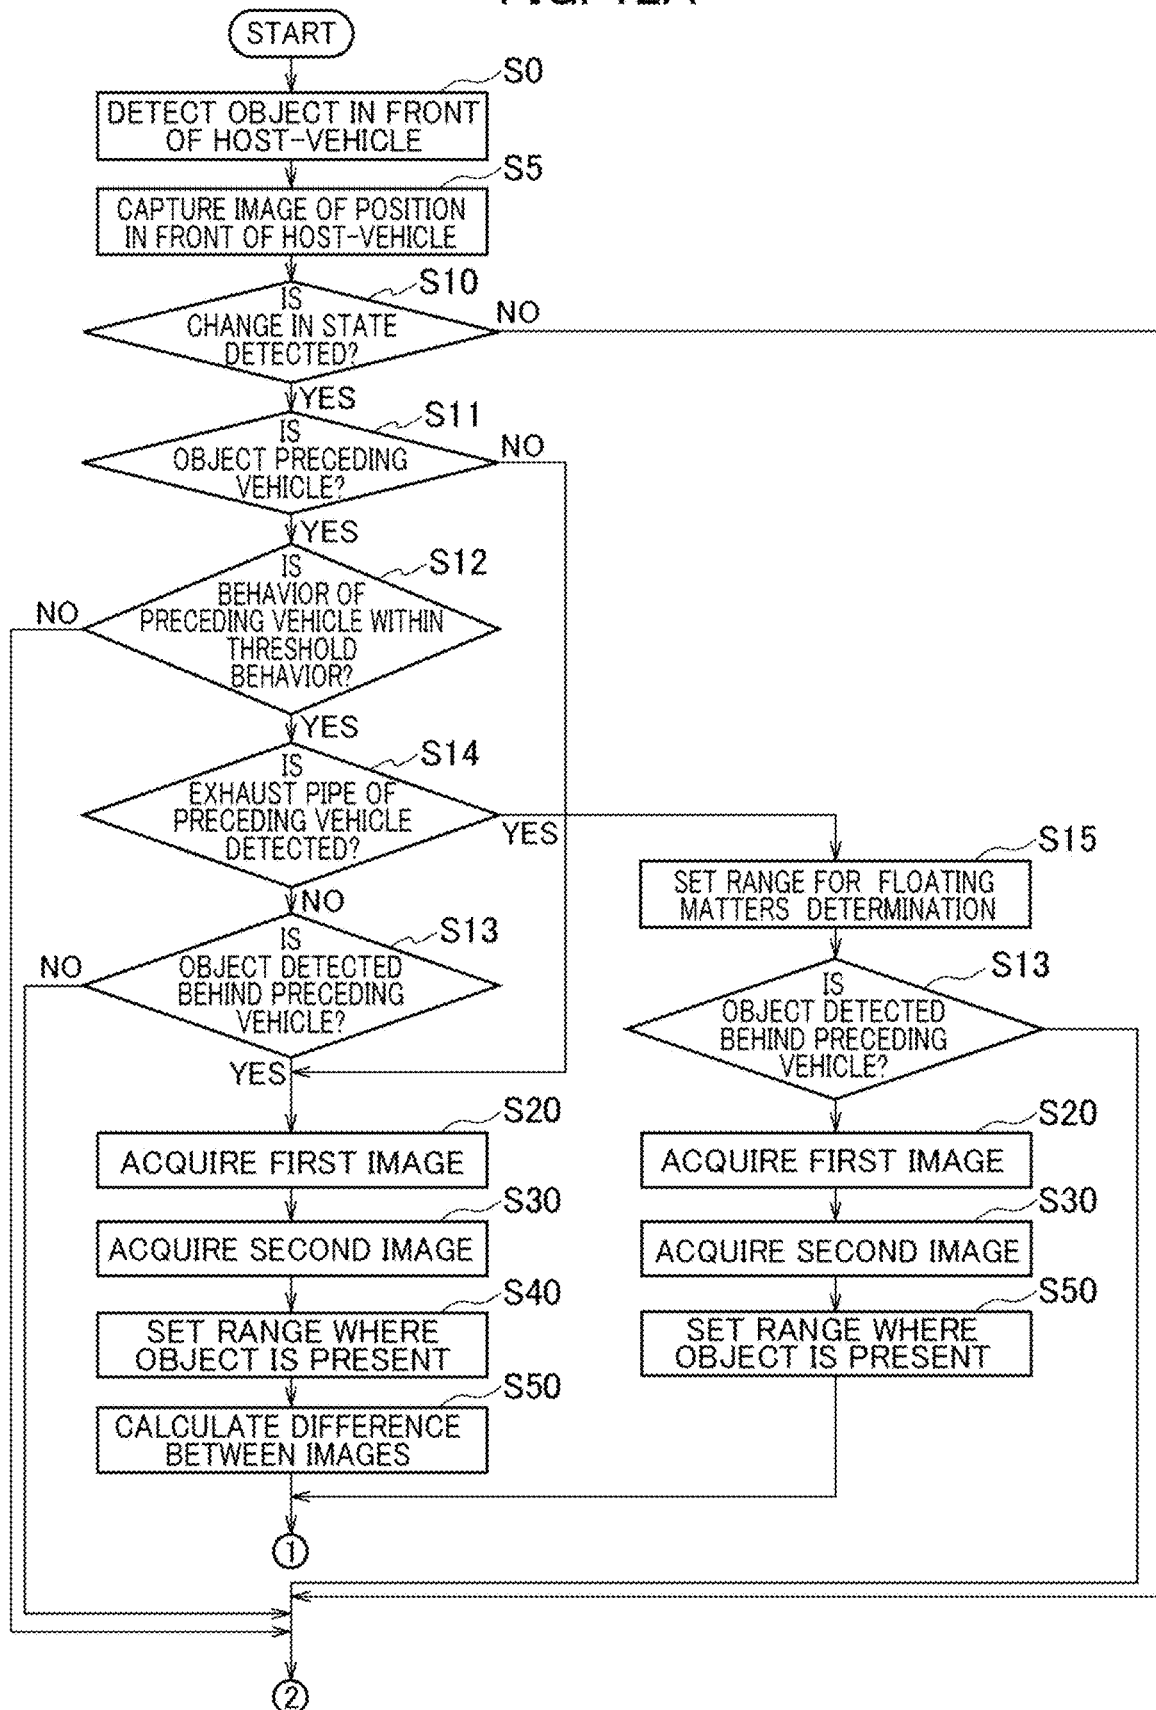 START
S0
DETECT OBJECT IN FRONT
OF HOST-VEHICLE
S5
CAPTURE IMAGE OF POSITION
IN FRONT OF HOST-VEHICLE
S10
IS
CHANGE IN STATE
DETECTED?
NO
YES
S11
IS
OBJECT PRECEDING
VEHICLE?
NO
YES
S12
IS
BEHAVIOR OF
PRECEDING VEHICLE WITHIN
THRESHOLD
BEHAVIOR?
NO
YES
S14
IS
EXHAUST PIPE OF
PRECEDING VEHICLE
DETECTED?
YES
NO
S13
IS
OBJECT DETECTED
BEHIND PRECEDING
VEHICLE?
NO
YES
S20
ACQUIRE FIRST IMAGE
S30
ACQUIRE SECOND IMAGE
S40
SET RANGE WHERE
OBJECT IS PRESENT
S50
CALCULATE DIFFERENCE
BETWEEN IMAGES
S15
SET RANGE FOR FLOATING
MATTERS DETERMINATION
S13
IS
OBJECT DETECTED
BEHIND PRECEDING
VEHICLE?
S20
ACQUIRE FIRST IMAGE
S30
ACQUIRE SECOND IMAGE
S50
SET RANGE WHERE
OBJECT IS PRESENT
1
2